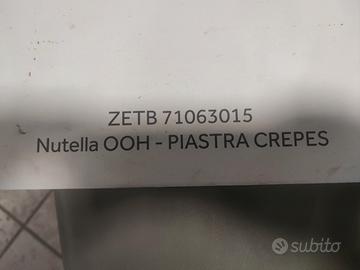 ZETB 71063015
Nutella OOH - PIASTRA CREPES
subito